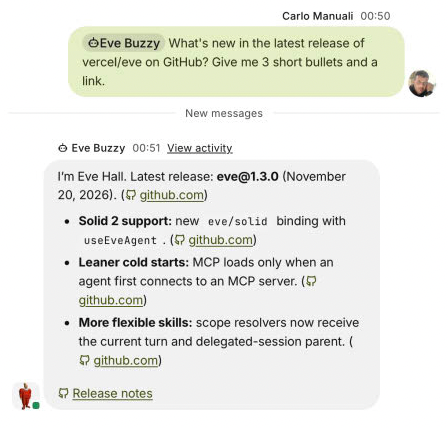 Carlo Manuali 00:50
Eve Buzzy What's new in the latest release of
vercel/eve on GitHub? Give me 3 short bullets and a
link.
New messages
Eve Buzzy 00:51 View activity
I'm Eve Hall. Latest release: eve@1.3.0 (November
20, 2026). ( github.com)
• Solid 2 support: new eve/solid binding with
useEveAgent . ( github.com)
• Leaner cold starts: MCP loads only when an
agent first connects to an MCP server. (
github.com)
• More flexible skills: scope resolvers now receive
the current turn and delegated-session parent. (
github.com)
Release notes